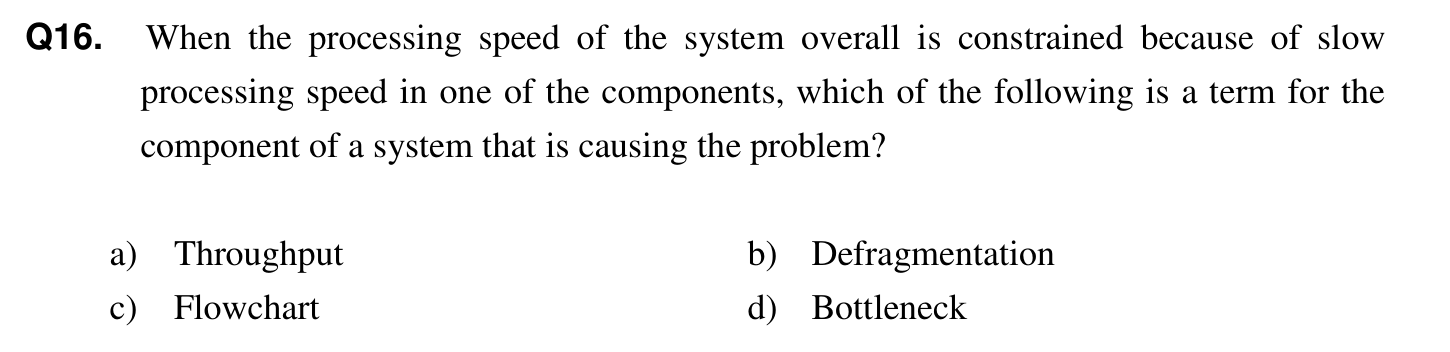 Q16. When the processing speed of the system overall is constrained because of slow
processing speed in one of the components, which of the following is a term for the
component of a system that is causing the problem?
a) Throughput b) Defragmentation
c) Flowchart d) Bottleneck